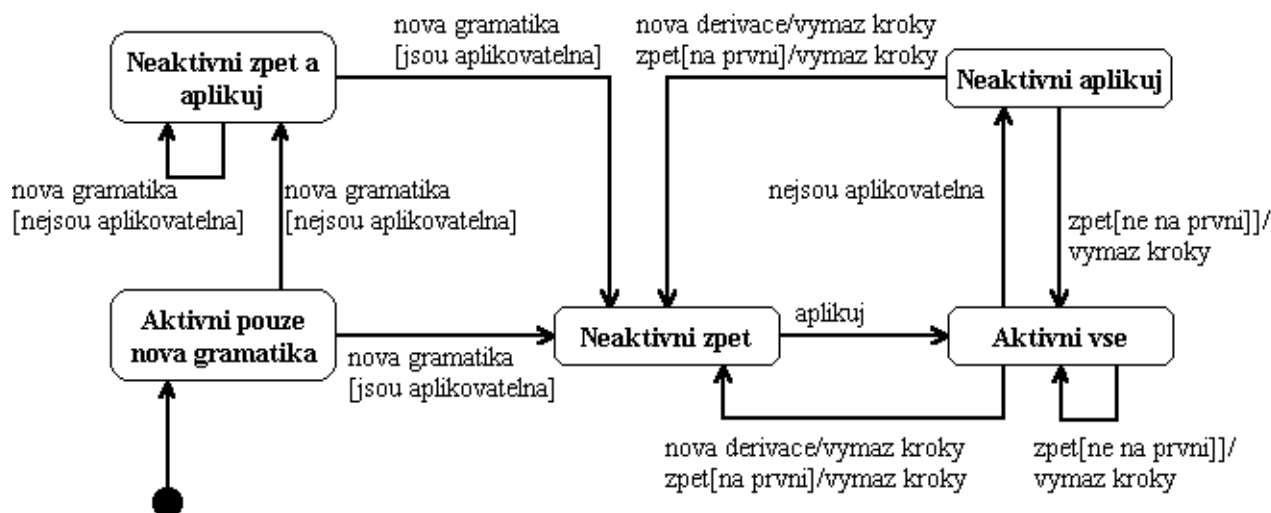 nova gramatika
[jsou aplikovatelna]
nova derivace/vymaz kroky
zpet[na prvni]/vymaz kroky
Neaktivni zpet a
aplikuj
Neaktivni aplikuj
nova gramatika
[nejsou aplikovatelna]
nova gramatika
[nejsou aplikovatelna]
nejsou aplikovatelna
zpet[ne na prvni]]/
vymaz kroky
Aktivni pouze
nova gramatika
nova gramatika
[jsou aplikovatelna]
Neaktivni zpet
aplikuj
Aktivni vse
nova derivace/vymaz kroky
zpet[na prvni]/vymaz kroky
zpet[ne na prvni]]/
vymaz kroky